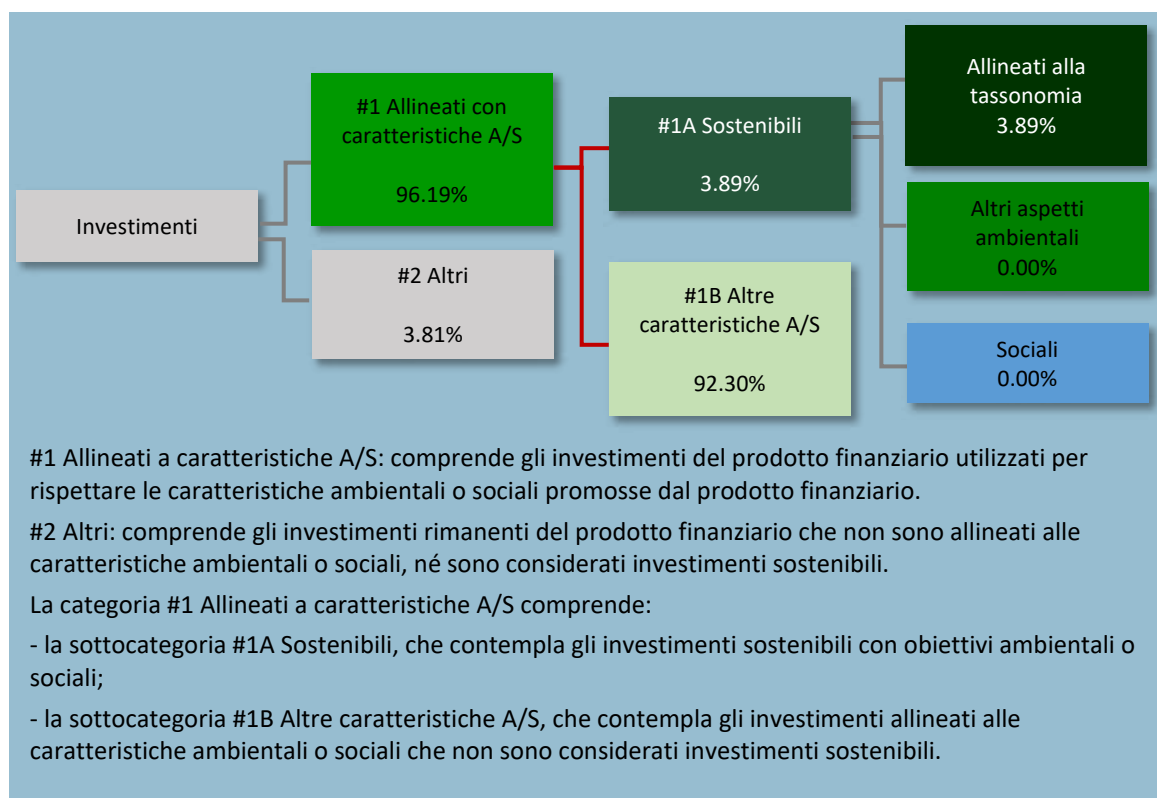 Investimenti
#1 Allineati con
caratteristiche A/S
96.19%
#2 Altri
3.81%
#1A Sostenibili
3.89%
#1B Altre
caratteristiche A/S
92.30%
Allineati alla
tassonomia
3.89%
Altri aspetti
ambientali
0.00%
Sociali
0.00%
#1 Allineati a caratteristiche A/S: comprende gli investimenti del prodotto finanziario utilizzati per
rispettare le caratteristiche ambientali o sociali promosse dal prodotto finanziario.
#2 Altri: comprende gli investimenti rimanenti del prodotto finanziario che non sono allineati alle
caratteristiche ambientali o sociali, né sono considerati investimenti sostenibili.
La categoria #1 Allineati a caratteristiche A/S comprende:
- la sottocategoria #1A Sostenibili, che contempla gli investimenti sostenibili con obiettivi ambientali o
sociali;
- la sottocategoria #1B Altre caratteristiche A/S, che contempla gli investimenti allineati alle
caratteristiche ambientali o sociali che non sono considerati investimenti sostenibili.